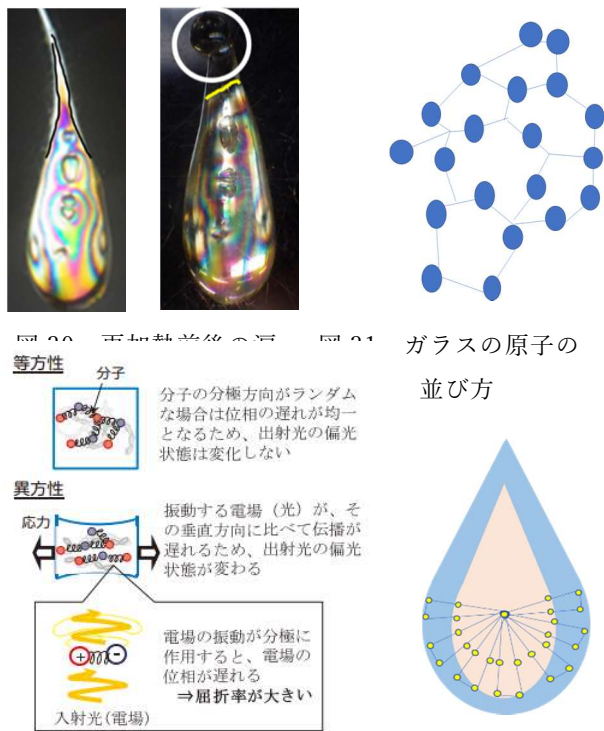 図 30 再加熱前後の涙
図 31 ガラスの原子の
並び方
等方性
分子
分子の分極方向がランダム
な場合は位相の遅れが均一
となるため、出射光の偏光
状態は変化しない
異方性
応力
振動する電場（光）が、そ
の垂直方向に比べて伝播が
遅れるため、出射光の偏光
状態が変わる
電場の振動が分極に
作用すると、電場の
位相が遅れる
⇒屈折率が大きい
+
-
入射光(電場)